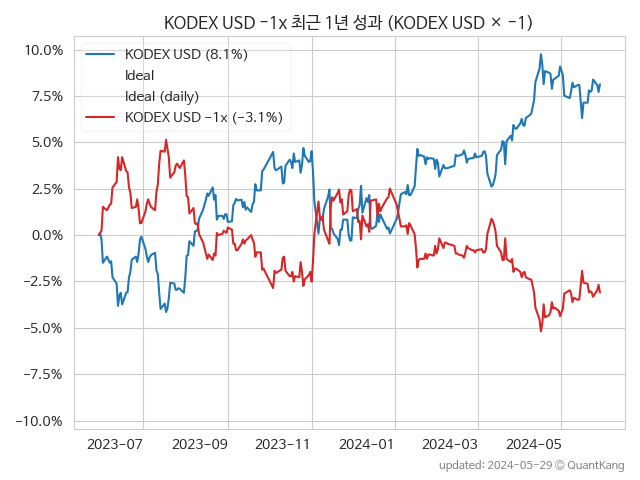 KODEX USD −1x 최근 1년 성과 (KODEX USD × −1)
KODEX USD (8.1%)
Ideal
Ideal (daily)
KODEX USD −1x (−3.1%)
10.0%
7.5%
5.0%
2.5%
0.0%
−2.5%
−5.0%
−7.5%
−10.0%
2023-07 2023-09 2023-11 2024-01 2024-03 2024-05
updated: 2024-05-29 © QuantKang